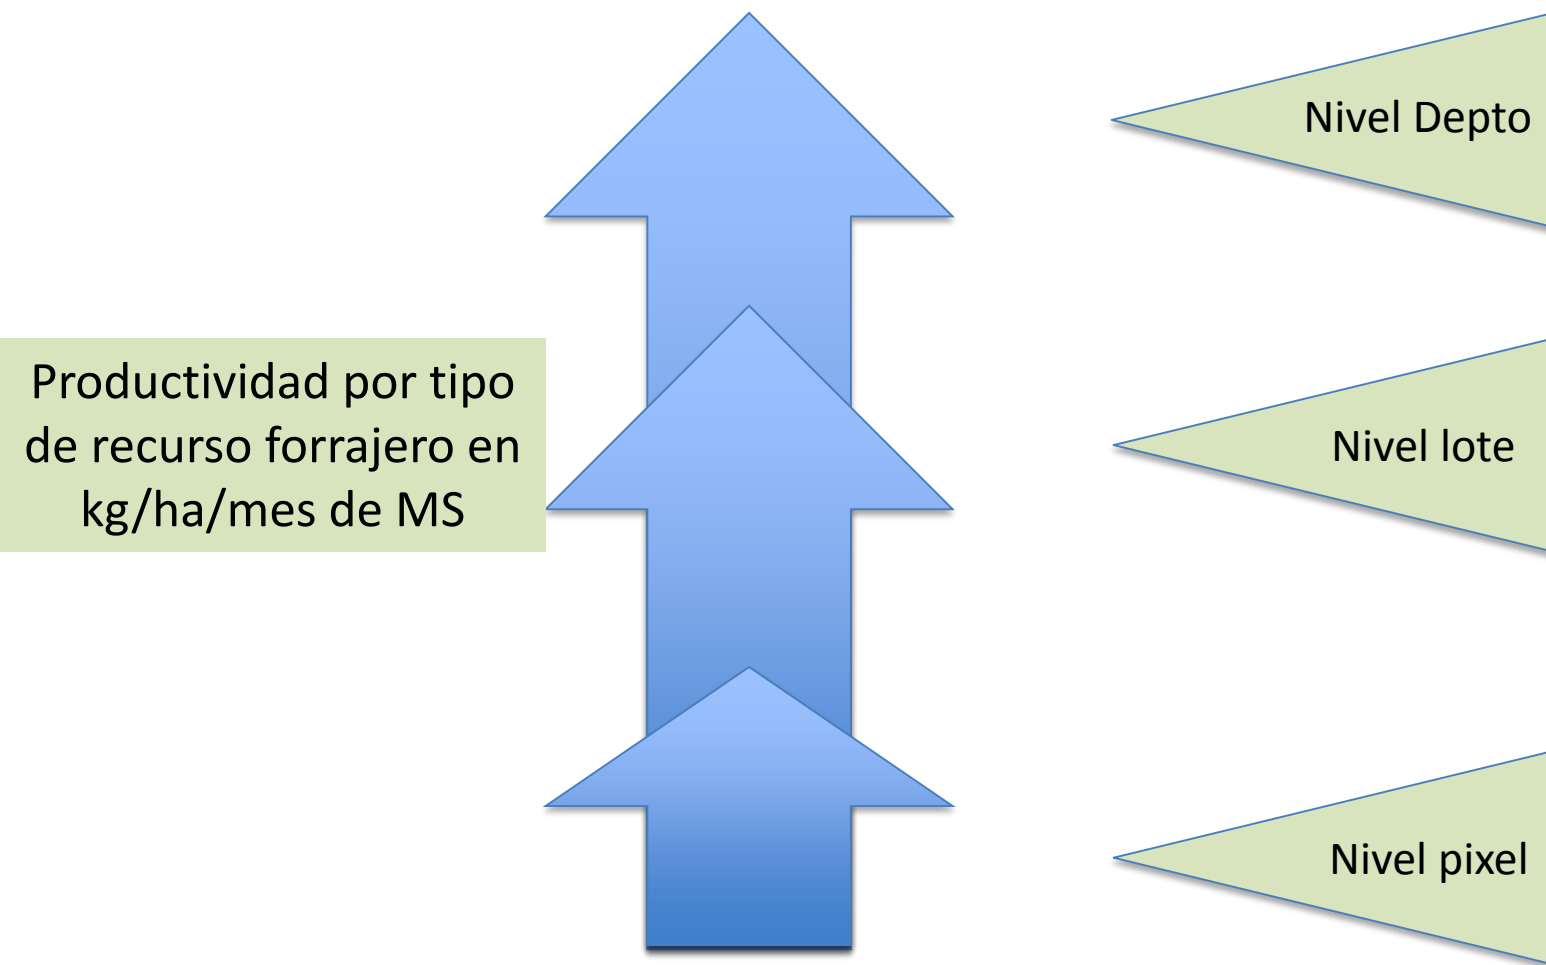 Nivel Depto
Productividad por tipo
de recurso forrajero en
kg/ha/mes de MS
Nivel lote
Nivel pixel